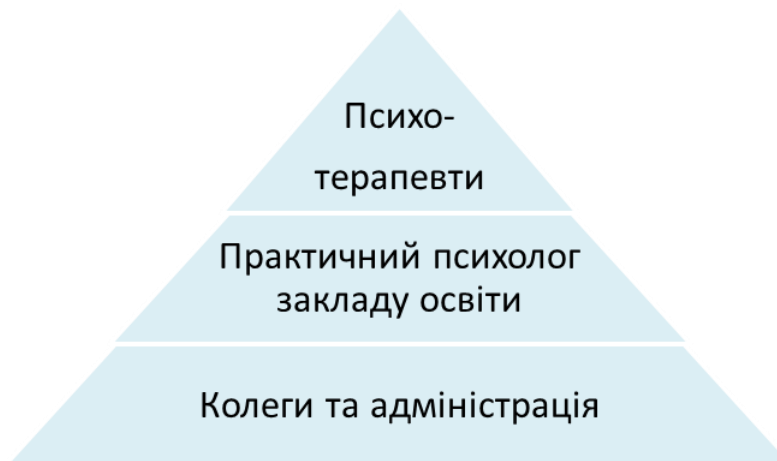 Психо-
терапевти
Практичний психолог
закладу освіти
Колеги та адміністрація